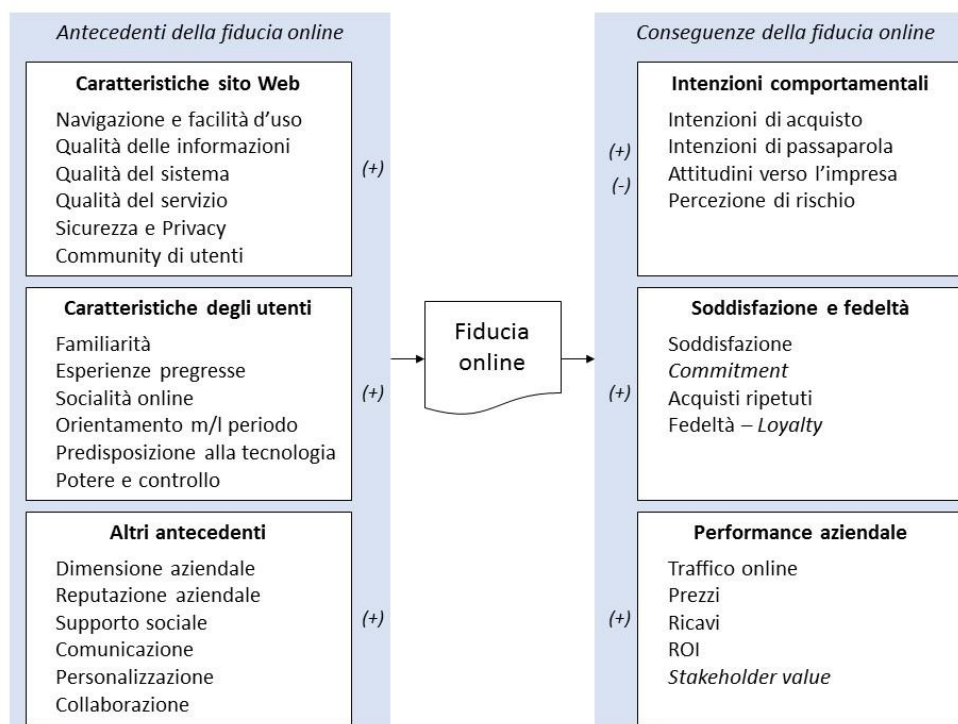 Antecedenti della fiducia online
Caratteristiche sito Web
Navigazione e facilità d'uso
Qualità delle informazioni
Qualità del sistema
Qualità del servizio
Sicurezza e Privacy
Community di utenti
(+)
Caratteristiche degli utenti
Familiarità
Esperienze pregresse
Socialità online
Orientamento m/l periodo
Predisposizione alla tecnologia
Potere e controllo
(+)
Altri antecedenti
Dimensione aziendale
Reputazione aziendale
Supporto sociale
Comunicazione
Personalizzazione
Collaborazione
(+)
Fiducia
online
Conseguenze della fiducia online
Intenzioni comportamentali
Intenzioni di acquisto
Intenzioni di passaparola
Attitudini verso l'impresa
Percezione di rischio
(+)
(-)
Soddisfazione e fedeltà
Soddisfazione
Commitment
Acquisti ripetuti
Fedeltà – Loyalty
(+)
Performance aziendale
Traffico online
Prezzi
Ricavi
ROI
Stakeholder value
(+)